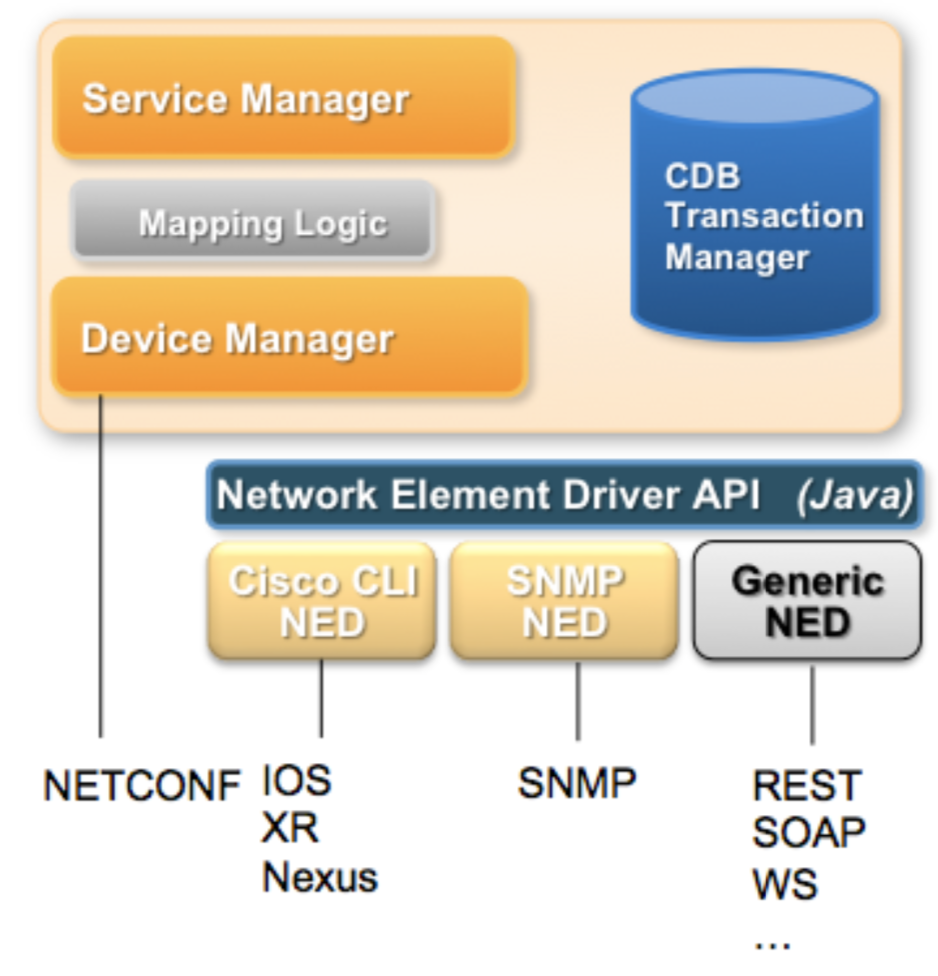 Service Manager
Mapping Logic
Device Manager
CDB
Transaction
Manager
Network Element Driver API (Java)
Cisco CLI
NED
SNMP
NED
Generic
NED
NETCONF
IOS
XR
Nexus
SNMP
REST
SOAP
WS
...